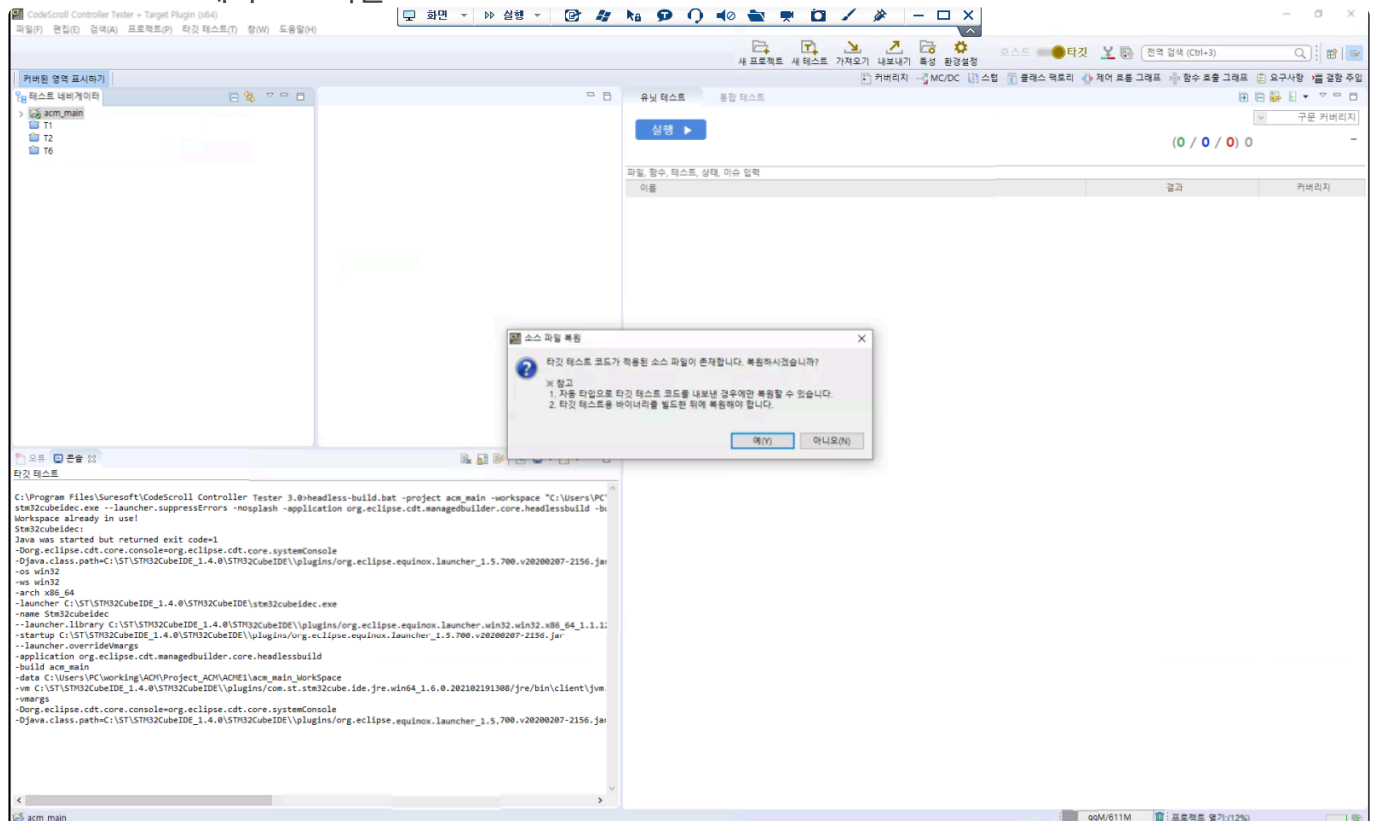 CodeScroll Controller Tester + Target Plugin (x64)
화면
실행
파일(F) 편집(E) 검색(A) 프로젝트(P) 타깃 테스트(T) 창(W) 도움말(H)
새 프로젝트 새 테스트 가져오기 내보내기 특성 환경설정
호스트 타깃
전역 검색 (Ctrl+3)
커버된 영역 표시하기
커버리지 MC/DC 스텁 클래스 팩토리 제어 흐름 그래프 함수 호출 그래프 요구사항 결함 주입
테스트 네비게이터
유닛 테스트 통합 테스트
acm_main
T1
T2
T6
구문 커버리지
실행
(0 / 0 / 0) 0 -
파일, 함수, 테스트, 상태, 이슈 입력
이름 결과 커버리지
소스 파일 복원
타깃 테스트 코드가 적용된 소스 파일이 존재합니다. 복원하시겠습니까?
※ 참고
1. 자동 타입으로 타깃 테스트 코드를 내보낸 경우에만 복원할 수 있습니다.
2. 타깃 테스트용 바이너리를 빌드한 뒤에 복원해야 합니다.
예(Y) 아니오(N)
오류 콘솔
타깃 테스트
C:\Program Files\Suresoft\CodeScroll Controller Tester 3.0>headless-build.bat -project acm_main -workspace "C:\Users\PC
stm32cubeidec.exe --launcher.suppressErrors -nosplash -application org.eclipse.cdt.managedbuilder.core.headlessbuild -bu
Workspace already in use!
Stm32cubeidec:
Java was started but returned exit code=1
-Dorg.eclipse.cdt.core.console=org.eclipse.cdt.core.systemConsole
-Djava.class.path=C:\ST\STM32CubeIDE_1.4.0\STM32CubeIDE\\plugins/org.eclipse.equinox.launcher_1.5.700.v20200207-2156.jar
-os win32
-ws win32
-arch x86_64
-launcher C:\ST\STM32CubeIDE_1.4.0\STM32CubeIDE\stm32cubeidec.exe
-name Stm32cubeidec
--launcher.library C:\ST\STM32CubeIDE_1.4.0\STM32CubeIDE\\plugins/org.eclipse.equinox.launcher.win32.win32.x86_64_1.1.12
-startup C:\ST\STM32CubeIDE_1.4.0\STM32CubeIDE\\plugins/org.eclipse.equinox.launcher_1.5.700.v20200207-2156.jar
--launcher.overrideVmargs
-application org.eclipse.cdt.managedbuilder.core.headlessbuild
-build acm_main
-data C:\Users\PC\working\ACM\Project_ACM\ACME1\acm_main_WorkSpace
-vm C:\ST\STM32CubeIDE_1.4.0\STM32CubeIDE\\plugins/com.st.stm32cube.ide.jre.win64_1.6.0.202102191308/jre/bin\client\jvm.
-vmargs
-Dorg.eclipse.cdt.core.console=org.eclipse.cdt.core.systemConsole
-Djava.class.path=C:\ST\STM32CubeIDE_1.4.0\STM32CubeIDE\\plugins/org.eclipse.equinox.launcher_1.5.700.v20200207-2156.jar
acm_main
99M/611M
프로젝트 열기:(12%)